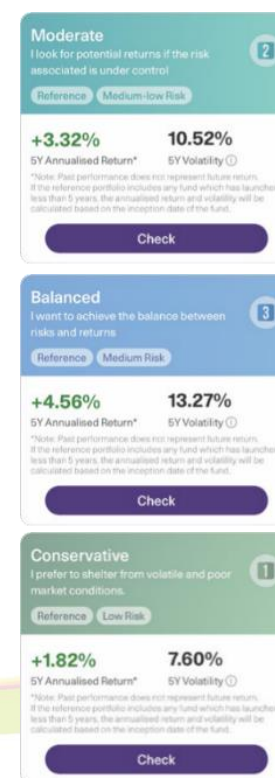 Moderate
I look for potential returns if the risk
associated is under control
2
Reference
Medium-low Risk
+3.32%
10.52%
5Y Annualised Return*
5Y Volatility
*Note: Past performance does not represent future return.
If the reference portfolio includes any fund which has launche
less than 5 years, the annualised return and volatility will be
calculated based on the inception date of the fund.
Check
Balanced
I want to achieve the balance between
risks and returns
3
Reference
Medium Risk
+4.56%
13.27%
5Y Annualised Return*
5Y Volatility
*Note: Past performance does not represent future return.
If the reference portfolio includes any fund which has launche
less than 5 years, the annualised return and volatility will be
calculated based on the inception date of the fund.
Check
Conservative
I prefer to shelter from volatile and poor
market conditions.
1
Reference
Low Risk
+1.82%
7.60%
5Y Annualised Return*
5Y Volatility
*Note: Past performance does not represent future return.
If the reference portfolio includes any fund which has launche
less than 5 years, the annualised return and volatility will be
calculated based on the inception date of the fund.
Check